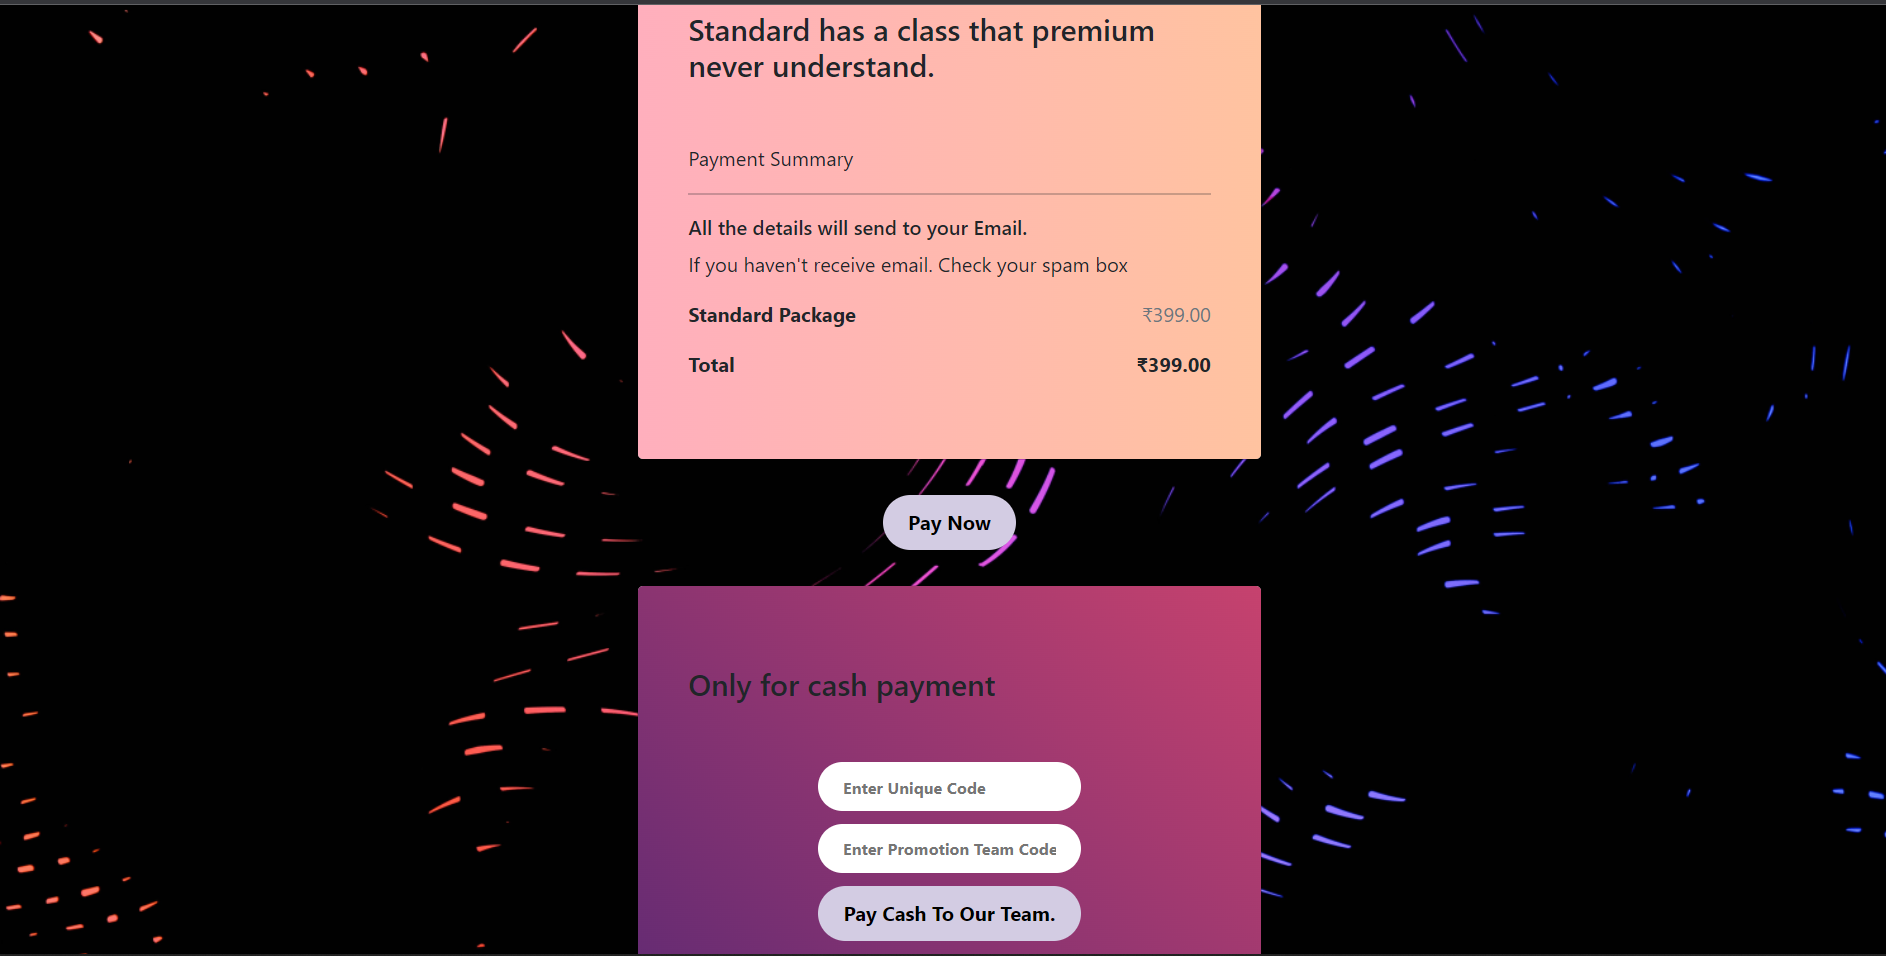 Standard has a class that premium
never understand.
Payment Summary
All the details will send to your Email.
If you haven't receive email. Check your spam box
Standard Package ₹399.00
Total ₹399.00
Pay Now
Only for cash payment
Enter Unique Code
Enter Promotion Team Code
Pay Cash To Our Team.